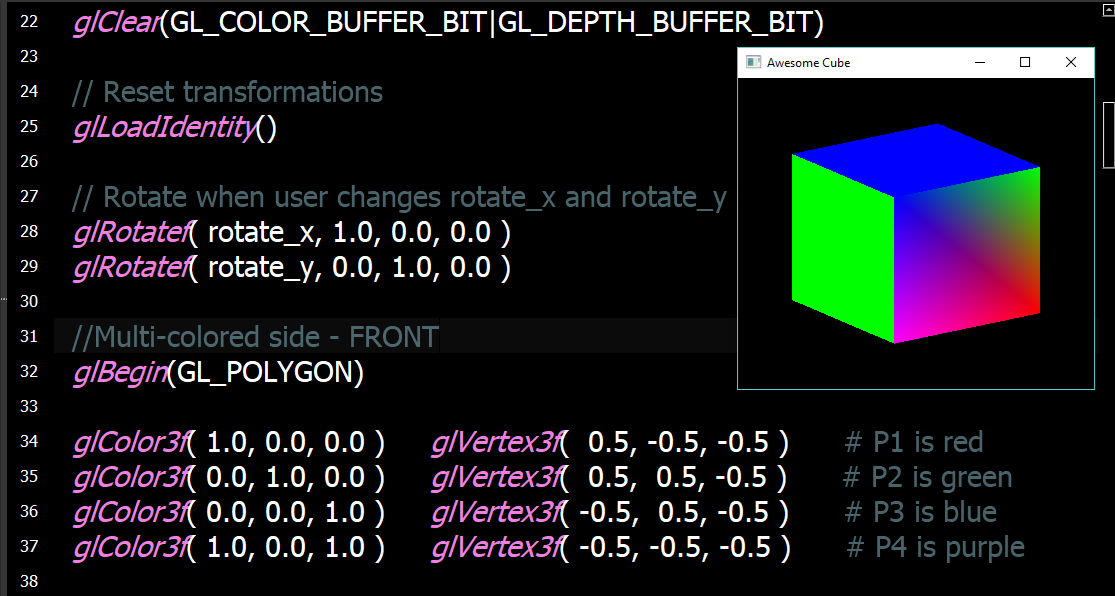 22 glClear(GL_COLOR_BUFFER_BIT|GL_DEPTH_BUFFER_BIT)
23
Awesome Cube
24 // Reset transformations
25 glLoadIdentity()
26
27 // Rotate when user changes rotate_x and rotate_y
28 glRotatef( rotate_x, 1.0, 0.0, 0.0 )
29 glRotatef( rotate_y, 0.0, 1.0, 0.0 )
30
31 //Multi-colored side - FRONT
32 glBegin(GL_POLYGON)
33
34 glColor3f( 1.0, 0.0, 0.0 ) glVertex3f( 0.5, -0.5, -0.5 ) # P1 is red
35 glColor3f( 0.0, 1.0, 0.0 ) glVertex3f( 0.5, 0.5, -0.5 ) # P2 is green
36 glColor3f( 0.0, 0.0, 1.0 ) glVertex3f( -0.5, 0.5, -0.5 ) # P3 is blue
37 glColor3f( 1.0, 0.0, 1.0 ) glVertex3f( -0.5, -0.5, -0.5 ) # P4 is purple
38